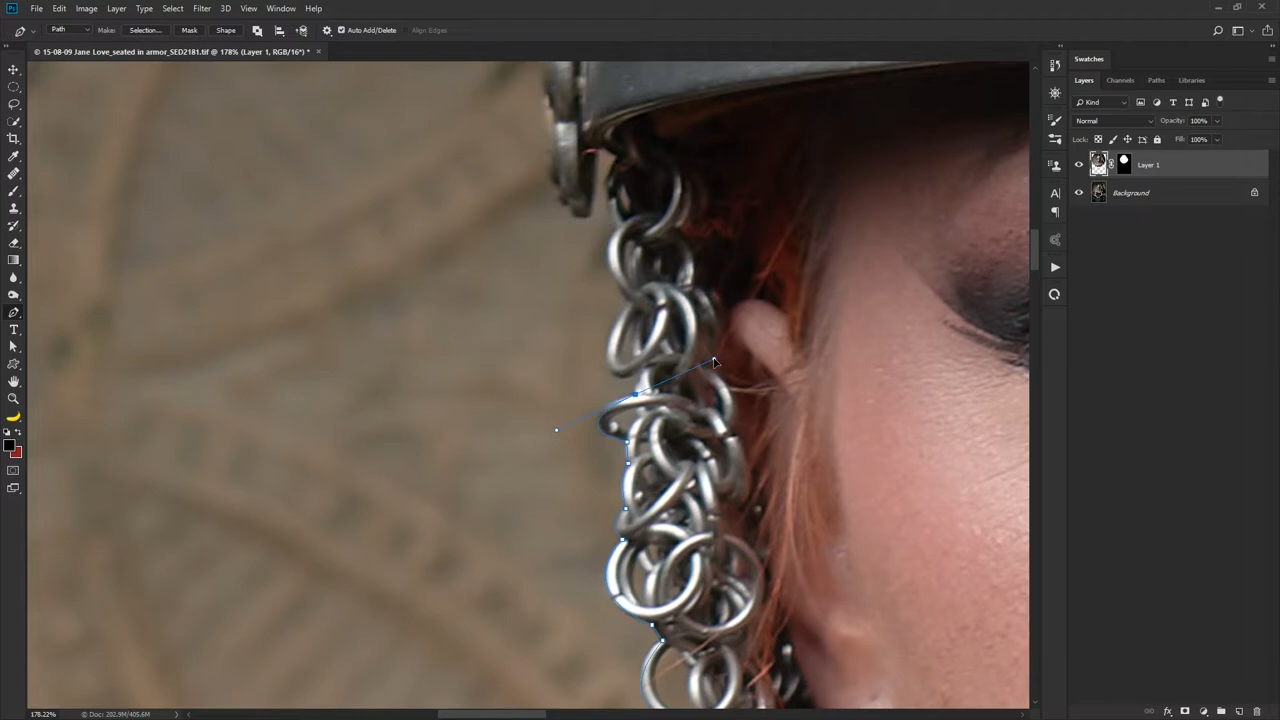 Ps File Edit Image Layer Type Select Filter 3D View Window Help
Path Make: Selection... Mask Shape Auto Add/Delete Align Edges
© 15-08-09 Jane Love_seated in armor_SED2181.tif @ 178% (Layer 1, RGB/16*) *
Swatches
Layers Channels Paths Libraries
Kind
Normal Opacity: 100%
Lock: Fill: 100%
Layer 1
Background
178.22% Doc: 202.9M/405.6M